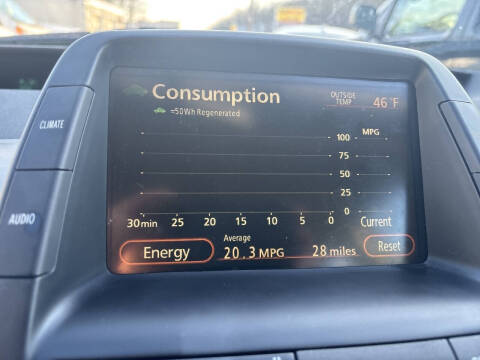 Consumption
OUTSIDE TEMP 46°F
=50Wh Regenerated
CLIMATE
100 MPG
75
50
25
0
AUDIO
30min 25 20 15 10 5 0 Current
Average
Energy 20.3 MPG 28 miles Reset